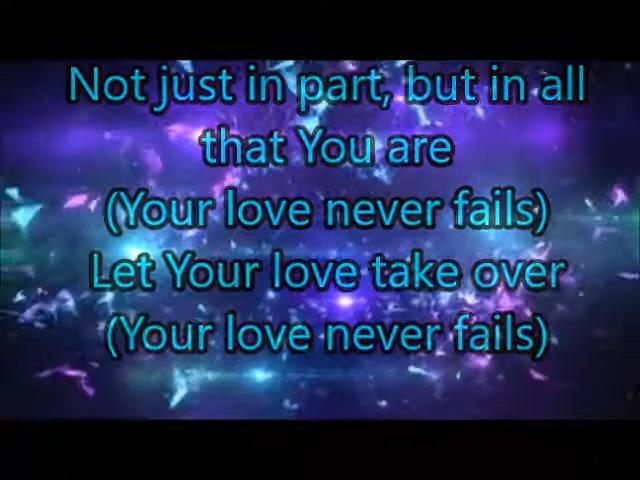 Not just in part, but in all
that You are
(Your love never fails)
Let Your love take over
(Your love never fails)